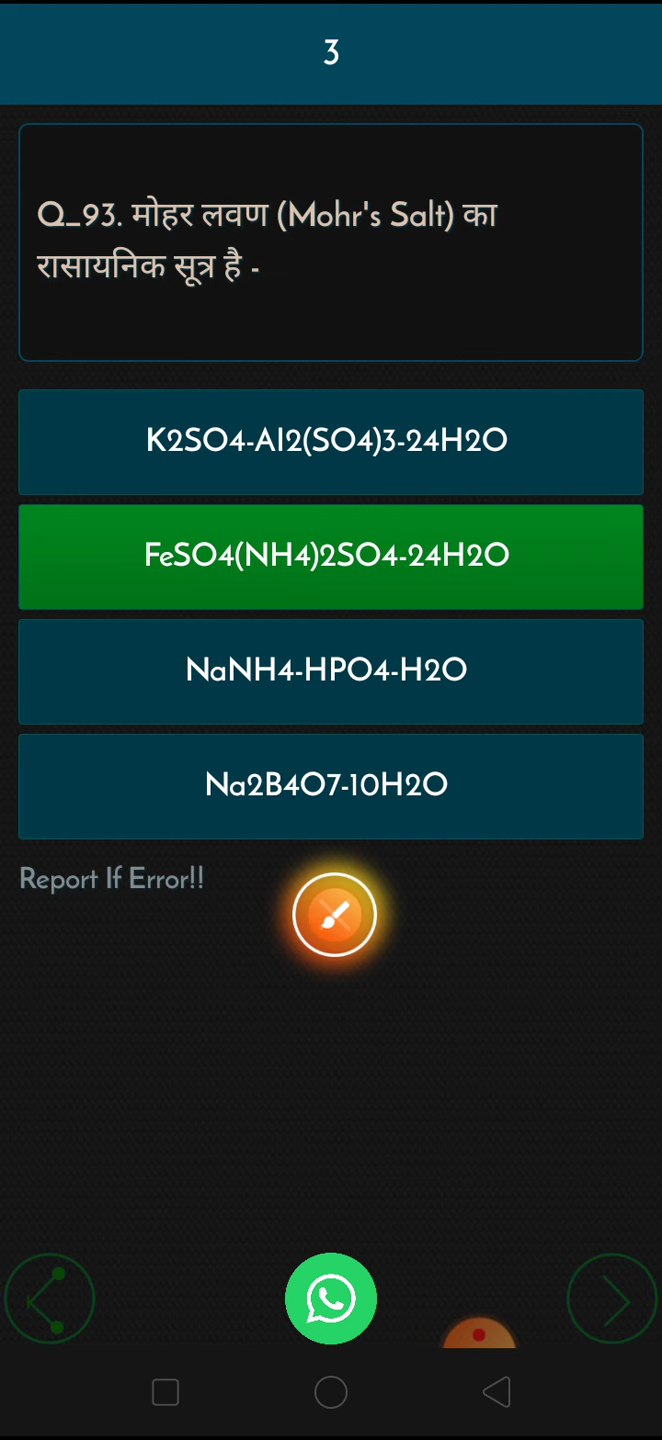 3
Q_93. मोहर लवण (Mohr's Salt) का
रासायनिक सूत्र है -
K2SO4-Al2(SO4)3-24H2O
FeSO4(NH4)2SO4-24H2O
NaNH4-HPO4-H2O
Na2B4O7-10H2O
Report If Error!!